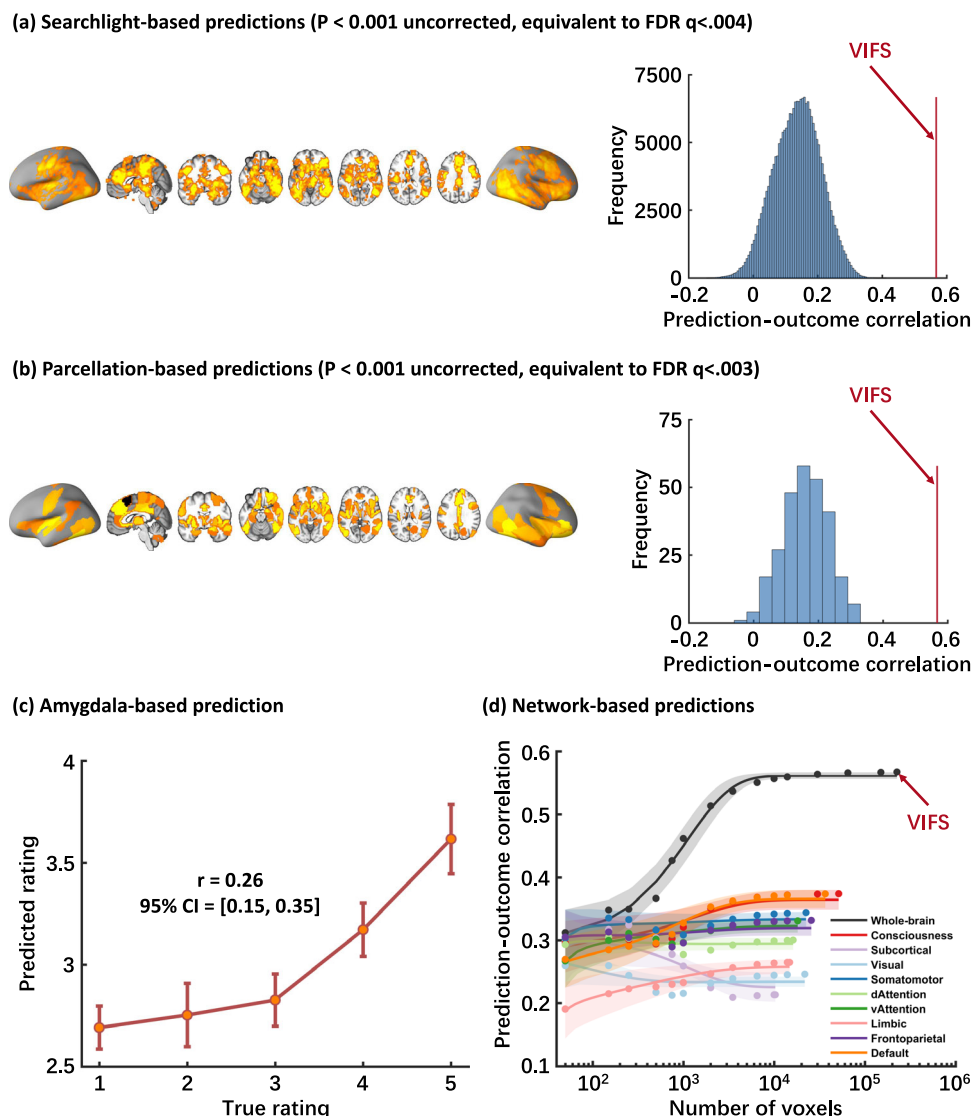 (a) Searchlight-based predictions (P < 0.001 uncorrected, equivalent to FDR q<.004)
VIFS
7500
5000
2500
0
Frequency
-0.2 0 0.2 0.4 0.6
Prediction-outcome correlation
(b) Parcellation-based predictions (P < 0.001 uncorrected, equivalent to FDR q<.003)
VIFS
75
50
25
0
Frequency
-0.2 0 0.2 0.4 0.6
Prediction-outcome correlation
(c) Amygdala-based prediction
4
3.5
3
2.5
Predicted rating
r = 0.26
95% CI = [0.15, 0.35]
1 2 3 4 5
True rating
(d) Network-based predictions
0.6
0.5
0.4
0.3
0.2
0.1
Prediction-outcome correlation
VIFS
Whole-brain
Consciousness
Subcortical
Visual
Somatomotor
dAttention
vAttention
Limbic
Frontoparietal
Default
10² 10³ 10⁴ 10⁵ 10⁶
Number of voxels